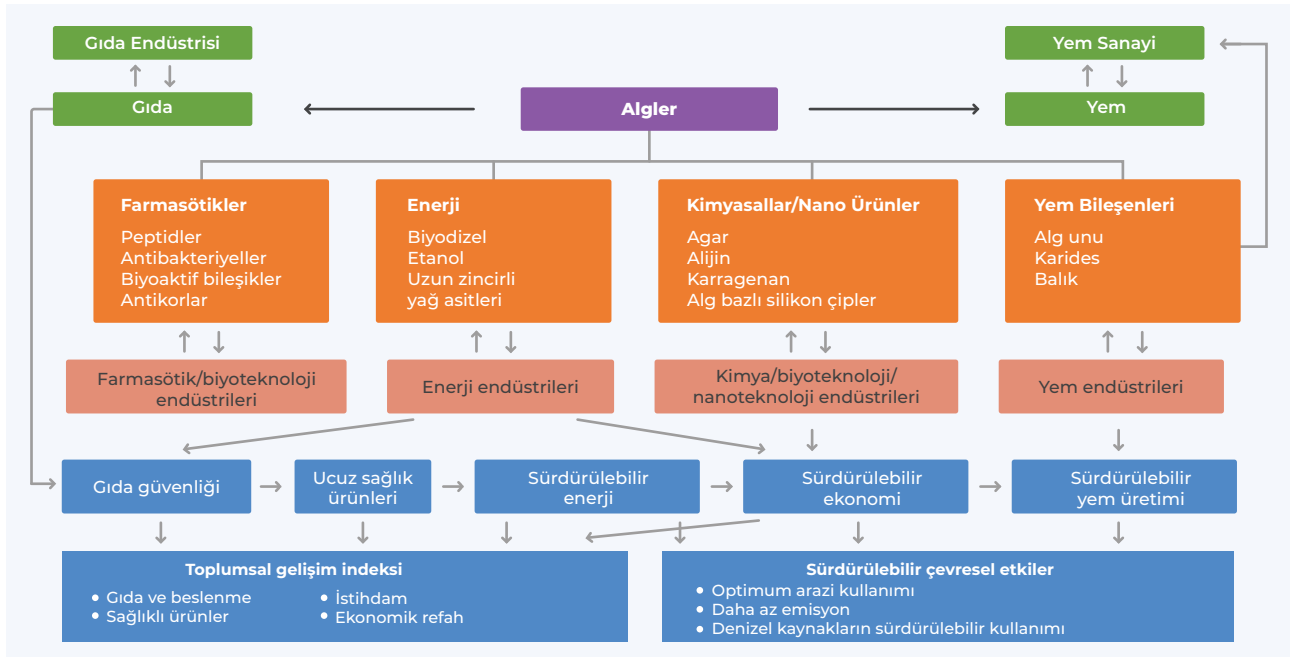 Gıda Endüstrisi
Yem Sanayi
Gıda
Algler
Yem
Farmasötikler
Peptidler
Antibakteriyeller
Biyoaktif bileşikler
Antikorlar
Enerji
Biyodizel
Etanol
Uzun zincirli
yağ asitleri
Kimyasallar/Nano Ürünler
Agar
Alijin
Karragenan
Alg bazlı silikon çipler
Yem Bileşenleri
Alg unu
Karides
Balık
Farmasötik/biyoteknoloji
endüstrileri
Enerji endüstrileri
Kimya/biyoteknoloji/
nanoteknoloji endüstrileri
Yem endüstrileri
Gıda güvenliği
Ucuz sağlık
ürünleri
Sürdürülebilir
enerji
Sürdürülebilir
ekonomi
Sürdürülebilir
yem üretimi
Toplumsal gelişim indeksi
• Gıda ve beslenme
• Sağlıklı ürünler
• İstihdam
• Ekonomik refah
Sürdürülebilir çevresel etkiler
• Optimum arazi kullanımı
• Daha az emisyon
• Denizel kaynakların sürdürülebilir kullanımı